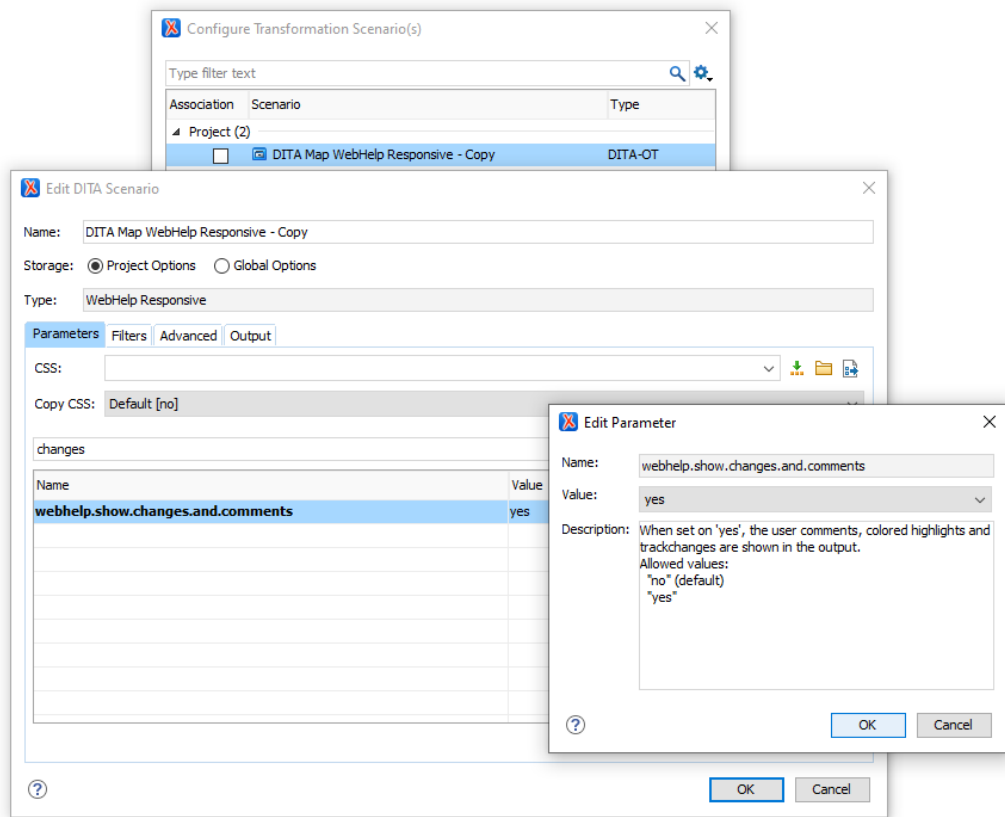 Configure Transformation Scenario(s)
Type filter text
Association Scenario Type
Project (2)
DITA Map WebHelp Responsive - Copy DITA-OT
Edit DITA Scenario
Name: DITA Map WebHelp Responsive - Copy
Storage: Project Options Global Options
Type: WebHelp Responsive
Parameters Filters Advanced Output
CSS:
Copy CSS: Default [no]
changes
Name Value
webhelp.show.changes.and.comments yes
OK Cancel
Edit Parameter
Name: webhelp.show.changes.and.comments
Value: yes
Description: When set on 'yes', the user comments, colored highlights and
trackchanges are shown in the output.
Allowed values:
"no" (default)
"yes"
OK Cancel